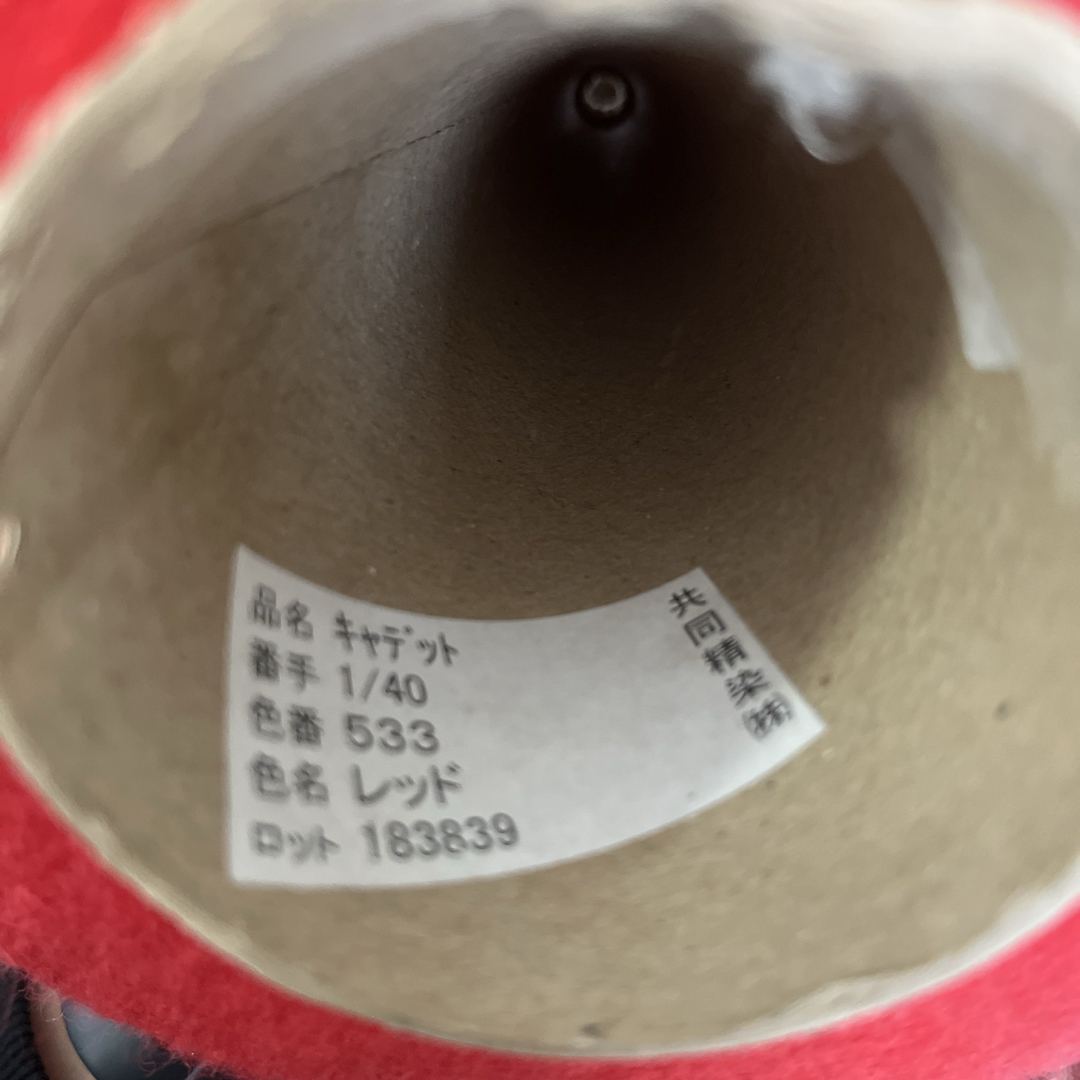 品名 ｷｬﾃﾞｯﾄ
番手 1/40
色番 533
色名 レッド
ロット 183839
共同精染㈱